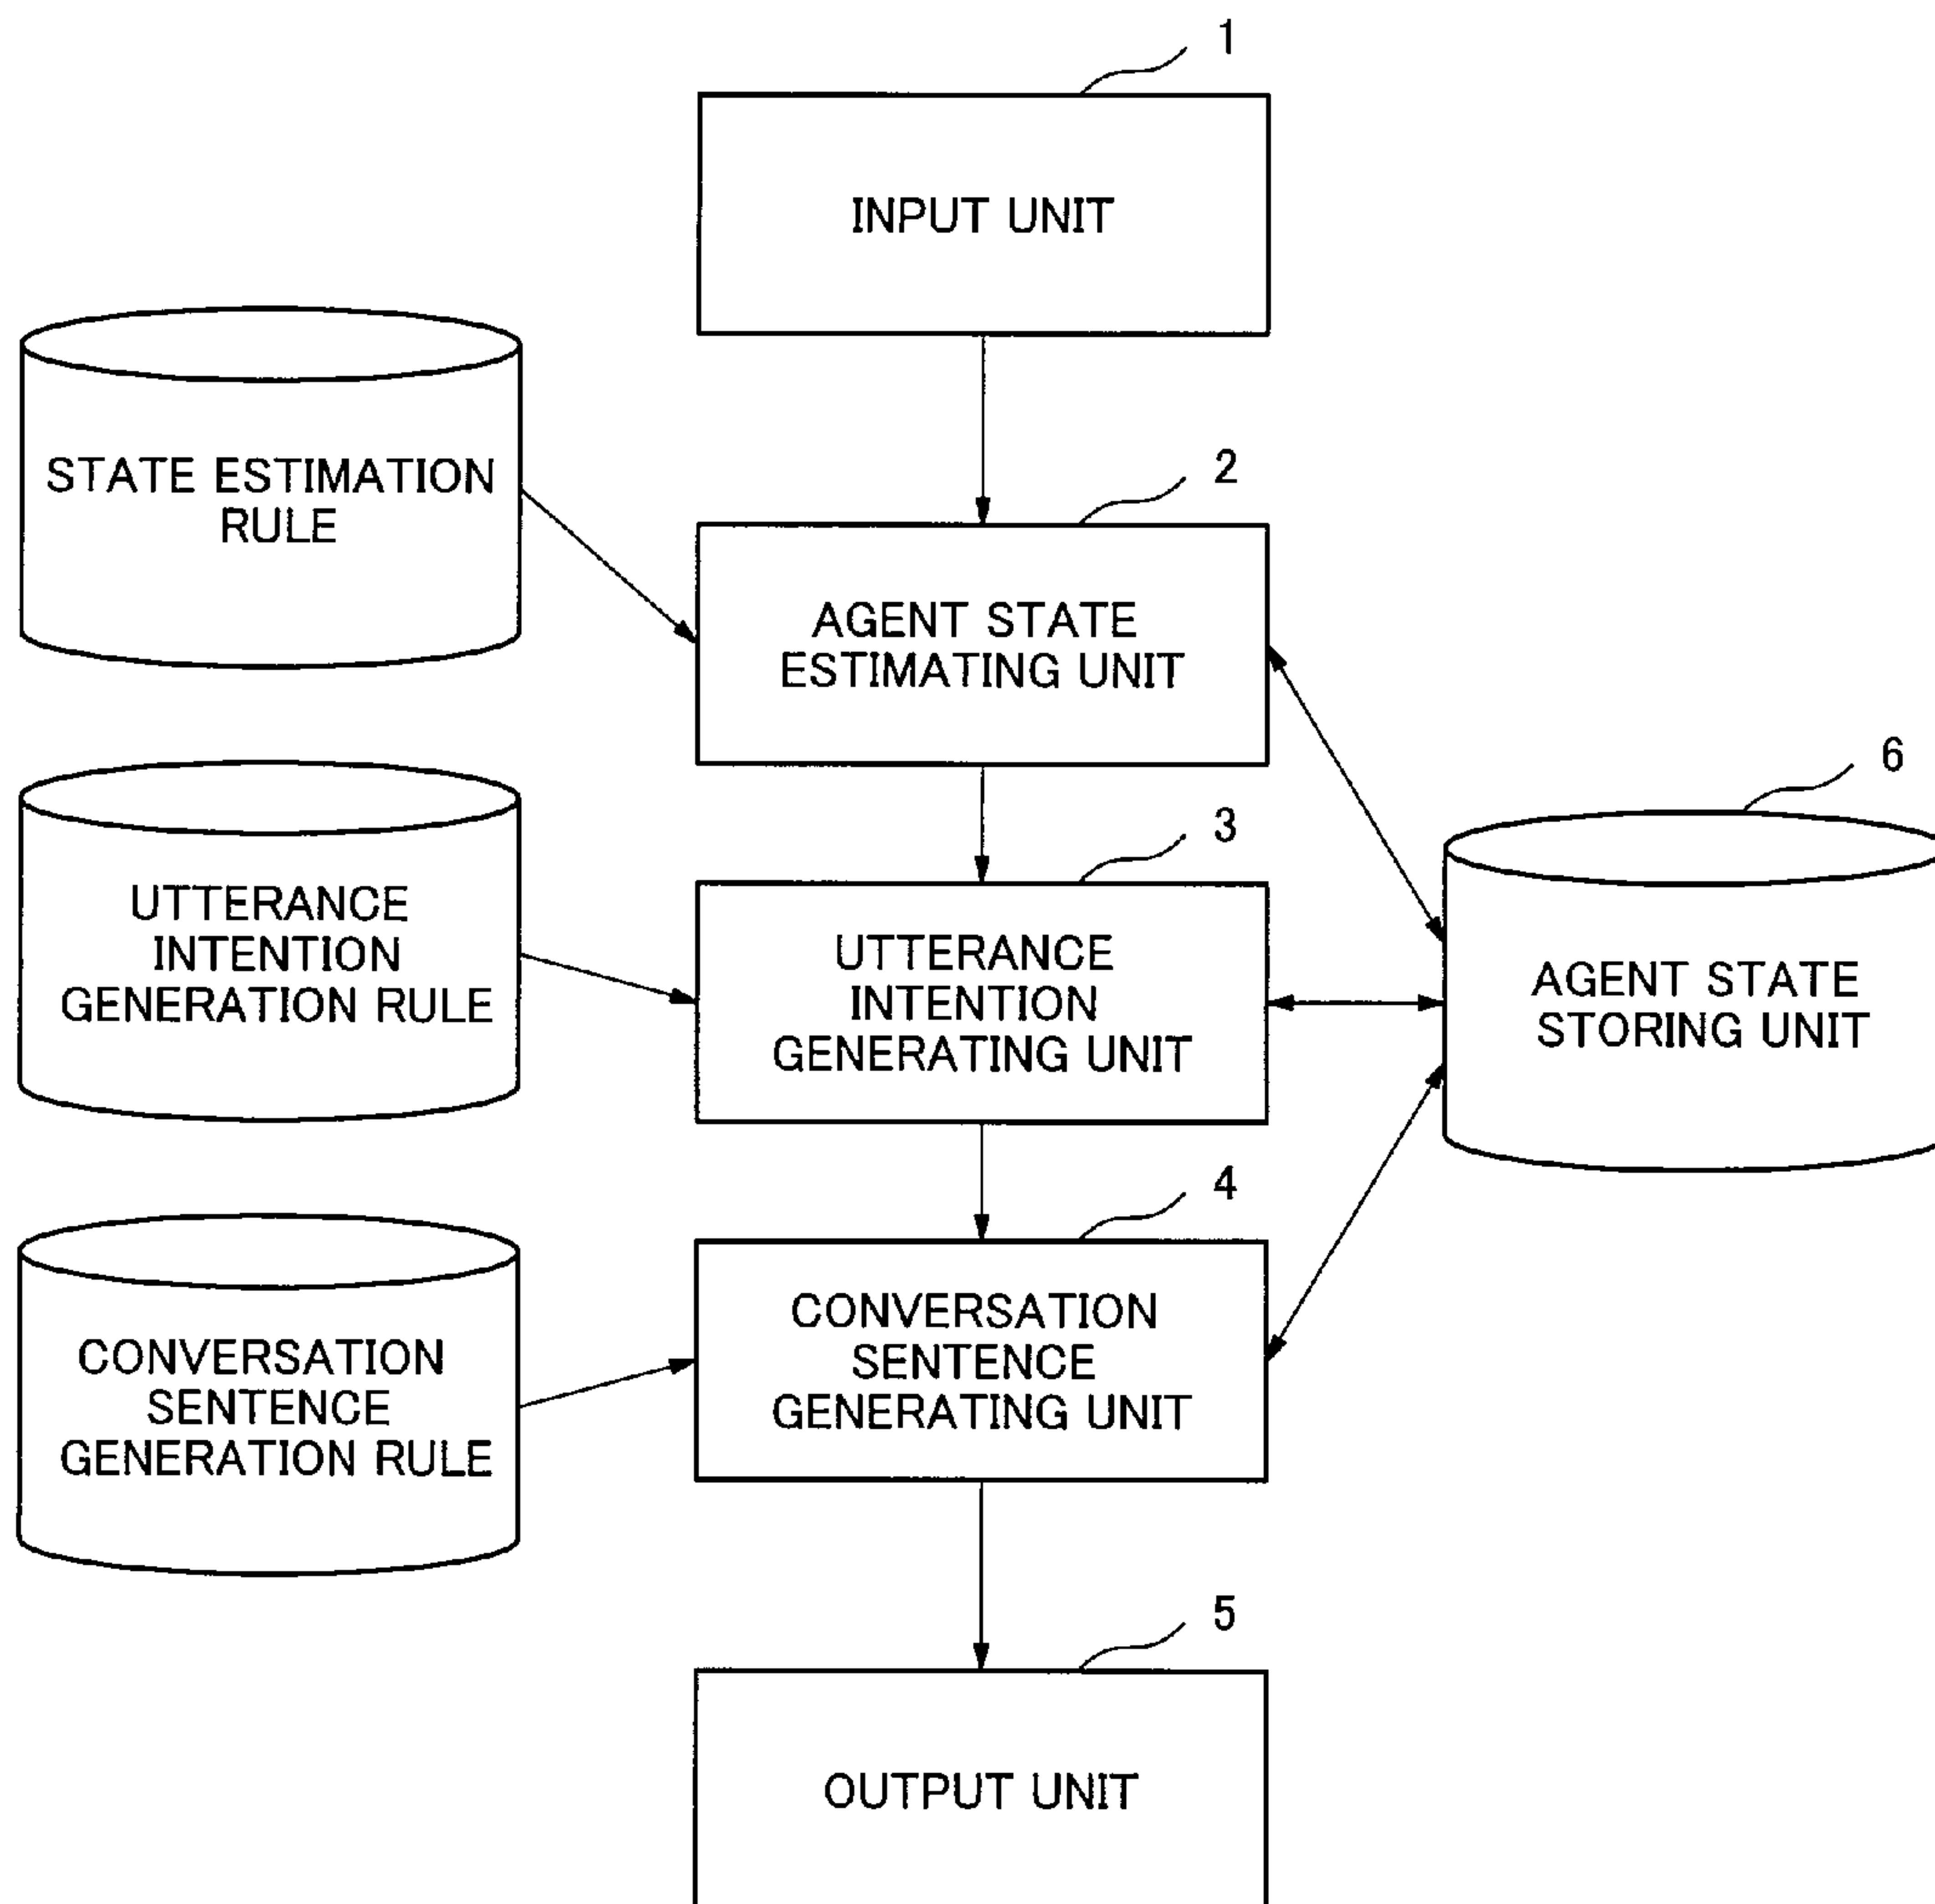 1
INPUT UNIT
STATE ESTIMATION
RULE
2
AGENT STATE
ESTIMATING UNIT
6
AGENT STATE
STORING UNIT
UTTERANCE
INTENTION
GENERATION RULE
3
UTTERANCE
INTENTION
GENERATING UNIT
CONVERSATION
SENTENCE
GENERATION RULE
4
CONVERSATION
SENTENCE
GENERATING UNIT
5
OUTPUT UNIT